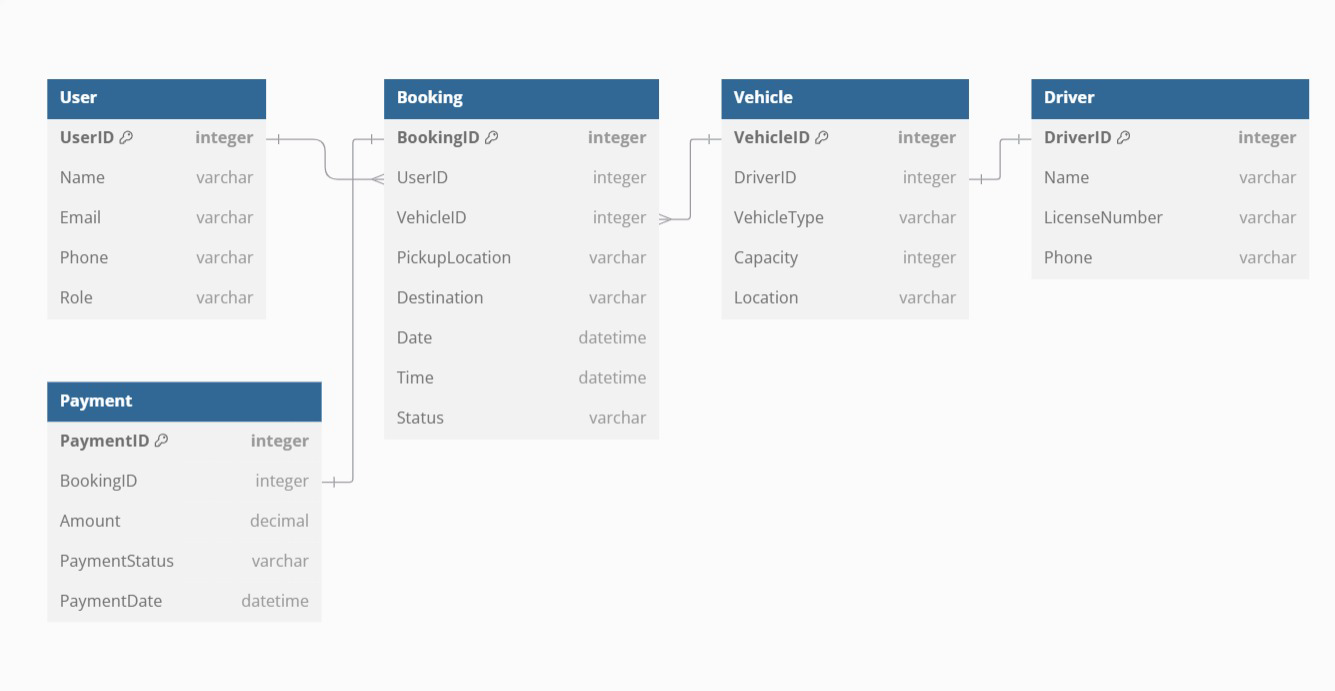 User
UserID integer
Name varchar
Email varchar
Phone varchar
Role varchar
Booking
BookingID integer
UserID integer
VehicleID integer
PickupLocation varchar
Destination varchar
Date datetime
Time datetime
Status varchar
Vehicle
VehicleID integer
DriverID integer
VehicleType varchar
Capacity integer
Location varchar
Driver
DriverID integer
Name varchar
LicenseNumber varchar
Phone varchar
Payment
PaymentID integer
BookingID integer
Amount decimal
PaymentStatus varchar
PaymentDate datetime